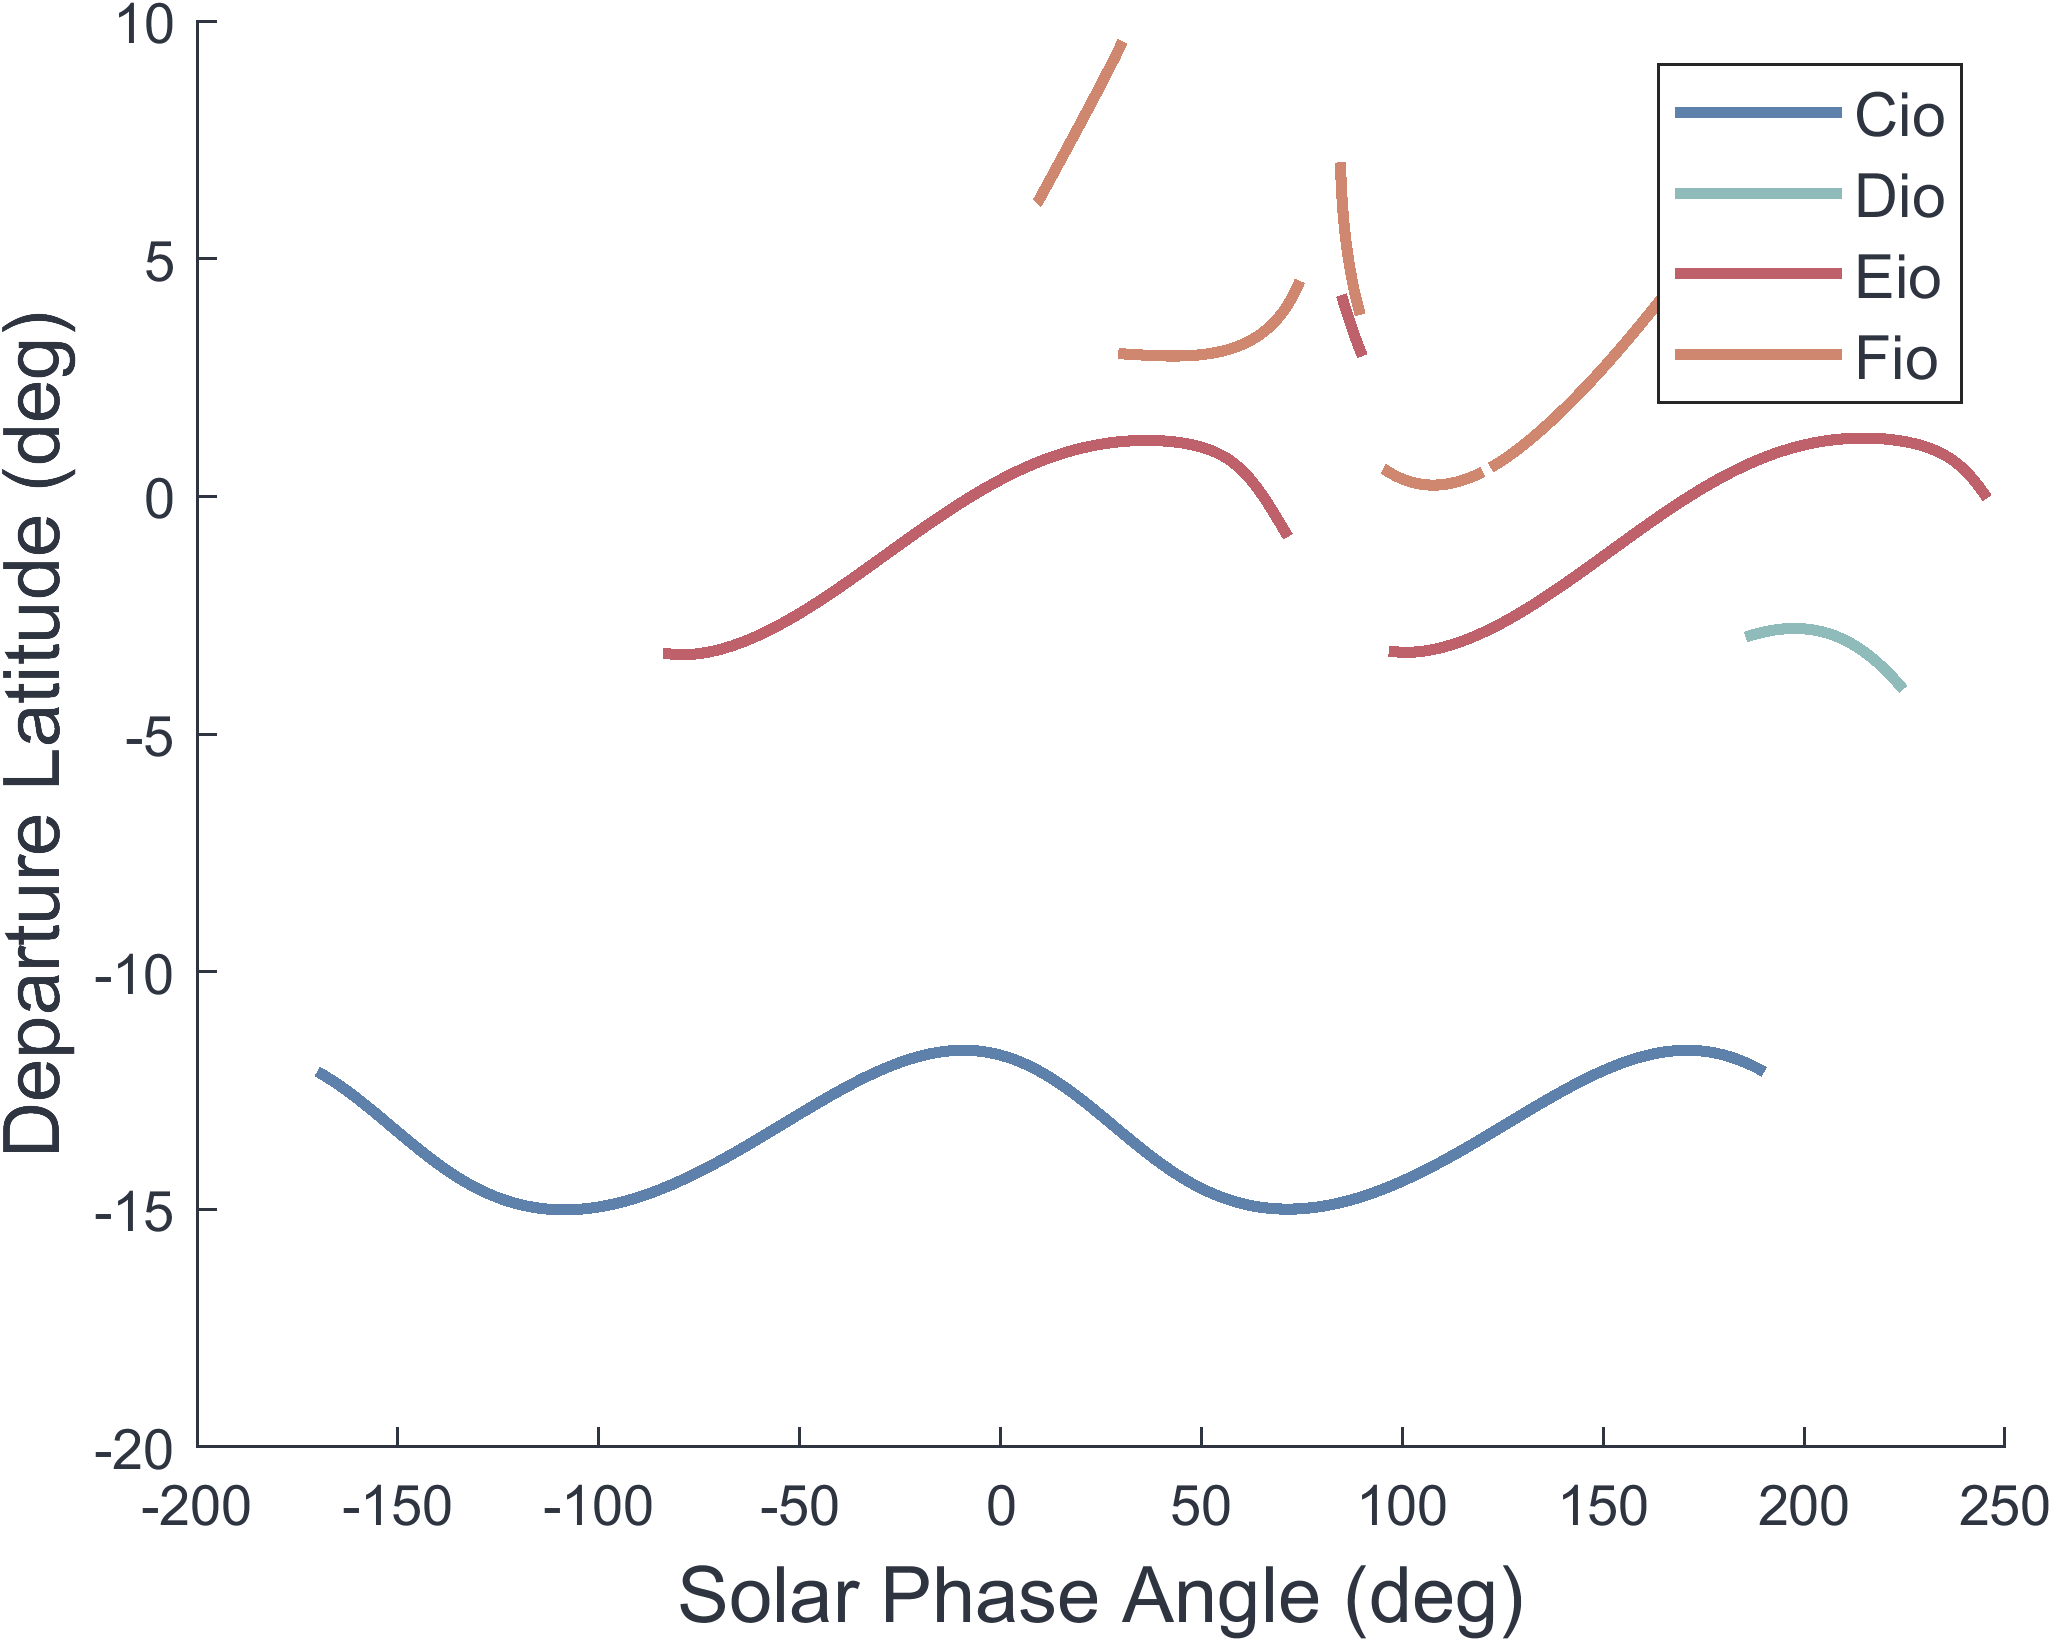 10
5
0
-5
-10
-15
-20
-200 -150 -100 -50 0 50 100 150 200 250
Departure Latitude (deg)
Solar Phase Angle (deg)
Cio
Dio
Eio
Fio